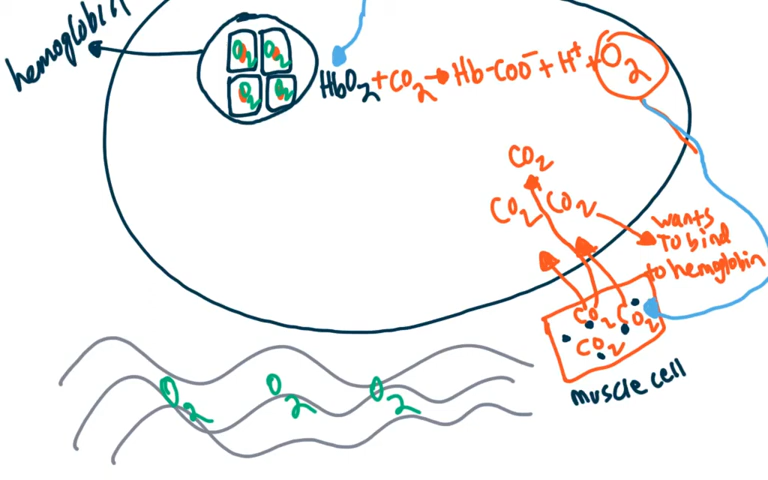 hemoglobin
O2 O2
O2 O2
HbO2 + CO2 → Hb-COO⁻ + H⁺ + O2
CO2
CO2 CO2
wants
to bind
to hemoglobin
CO2 CO2
CO2
muscle cell
O2 O2 O2